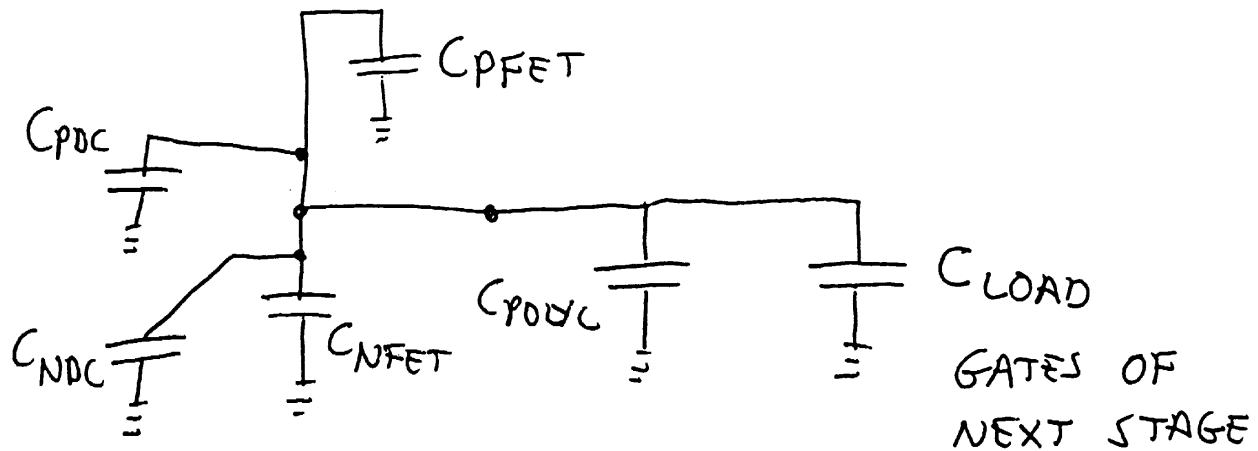 CPFET
CPDC
CPOLYC
CLOAD
CNDC
CNFET
GATES OF
NEXT STAGE